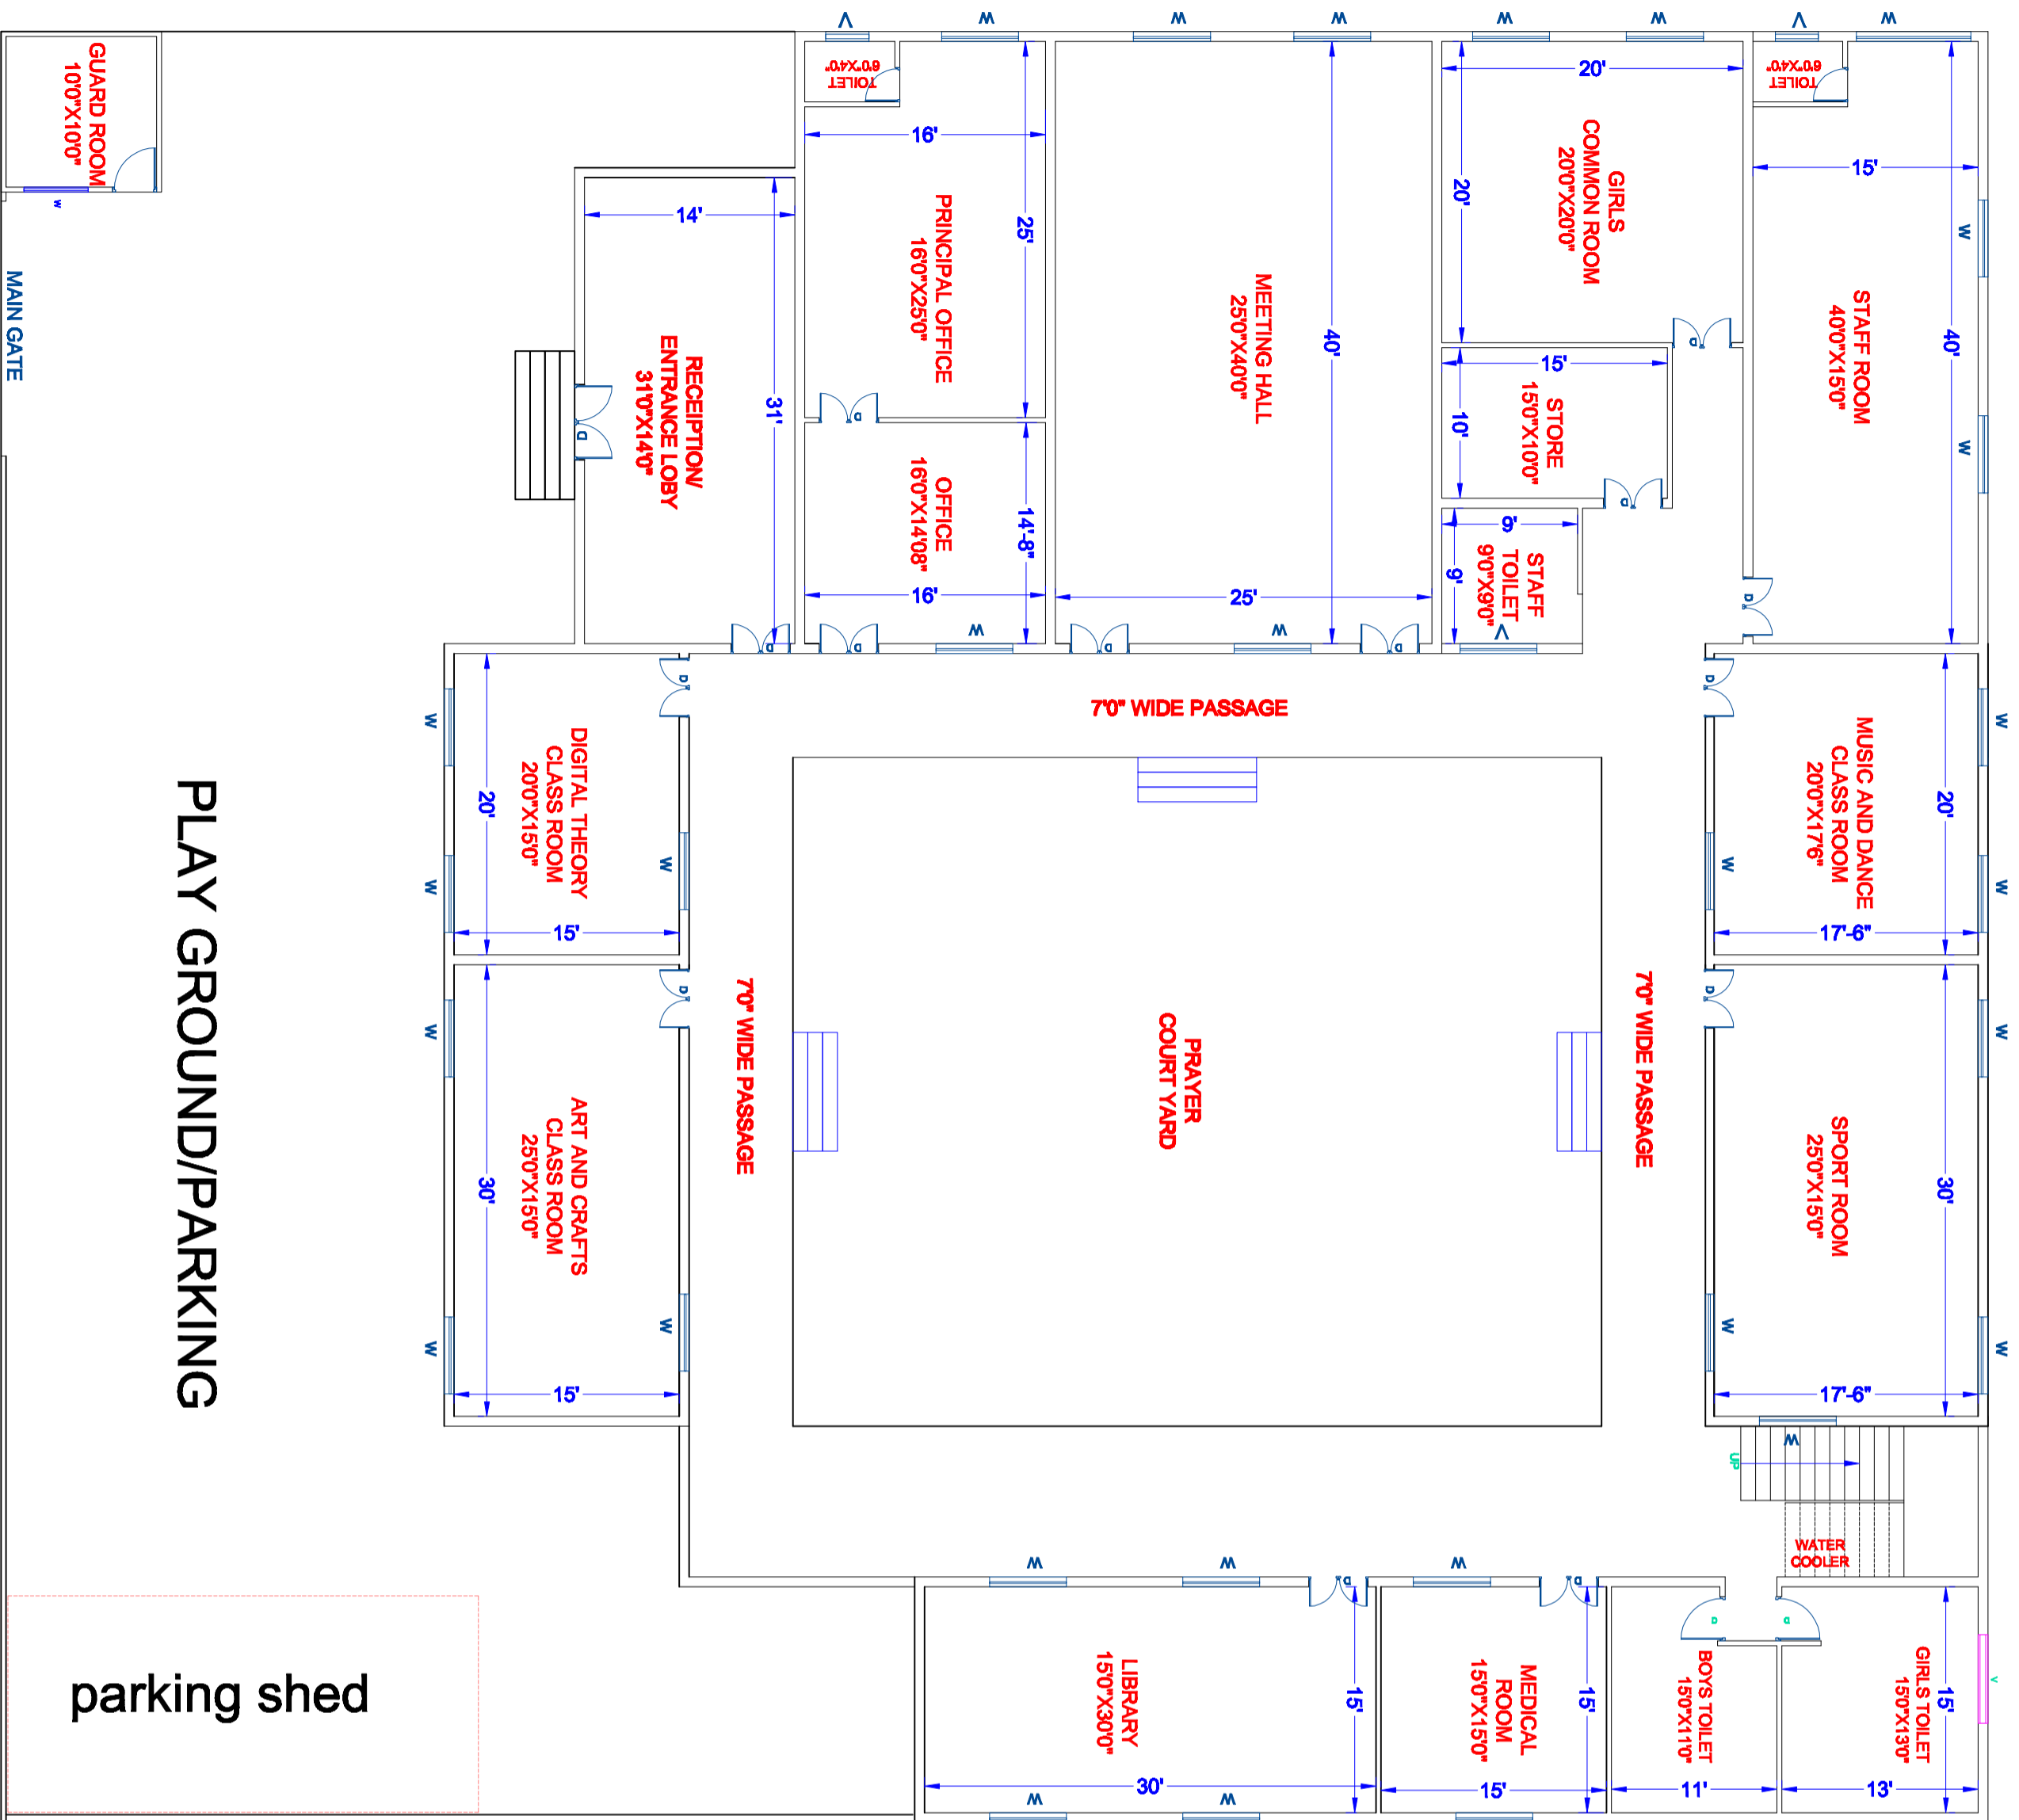 GUARD ROOM
10'0"X10'0"
W
MAIN GATE
V
W
W
W
W
W
V
W
TOILET
6'0"X4'0"
16'
25'
PRINCIPAL OFFICE
16'0"X25'0"
D
OFFICE
16'0"X14'08"
14'-8"
16'
D
W
14'
31'
RECEIPTION/
ENTRANCE LOBY
31'0"X14'0"
D
D
MEETING HALL
25'0"X40'0"
40'
25'
D
W
D
20'
20'
GIRLS
COMMON ROOM
20'0"X20'0"
D
15'
10'
STORE
15'0"X10'0"
D
9'
9'
STAFF
TOILET
9'0"X9'0"
V
TOILET
6'0"X4'0"
15'
40'
STAFF ROOM
40'0"X15'0"
W
W
D
7'0" WIDE PASSAGE
D
DIGITAL THEORY
CLASS ROOM
20'0"X15'0"
20'
15'
W
W
W
D
ART AND CRAFTS
CLASS ROOM
25'0"X15'0"
30'
15'
W
W
W
7'0" WIDE PASSAGE
PRAYER
COURT YARD
7'0" WIDE PASSAGE
D
MUSIC AND DANCE
CLASS ROOM
20'0"X17'6"
20'
17'-6"
W
W
W
D
SPORT ROOM
25'0"X15'0"
30'
17'-6"
W
W
W
W
UP
WATER
COOLER
PLAY GROUND/PARKING
parking shed
W
W
D
LIBRARY
15'0"X30'0"
15'
30'
W
W
W
D
MEDICAL
ROOM
15'0"X15'0"
15'
15'
D
BOYS TOILET
15'0"X11'0"
11'
D
GIRLS TOILET
15'0"X13'0"
15'
13'
V